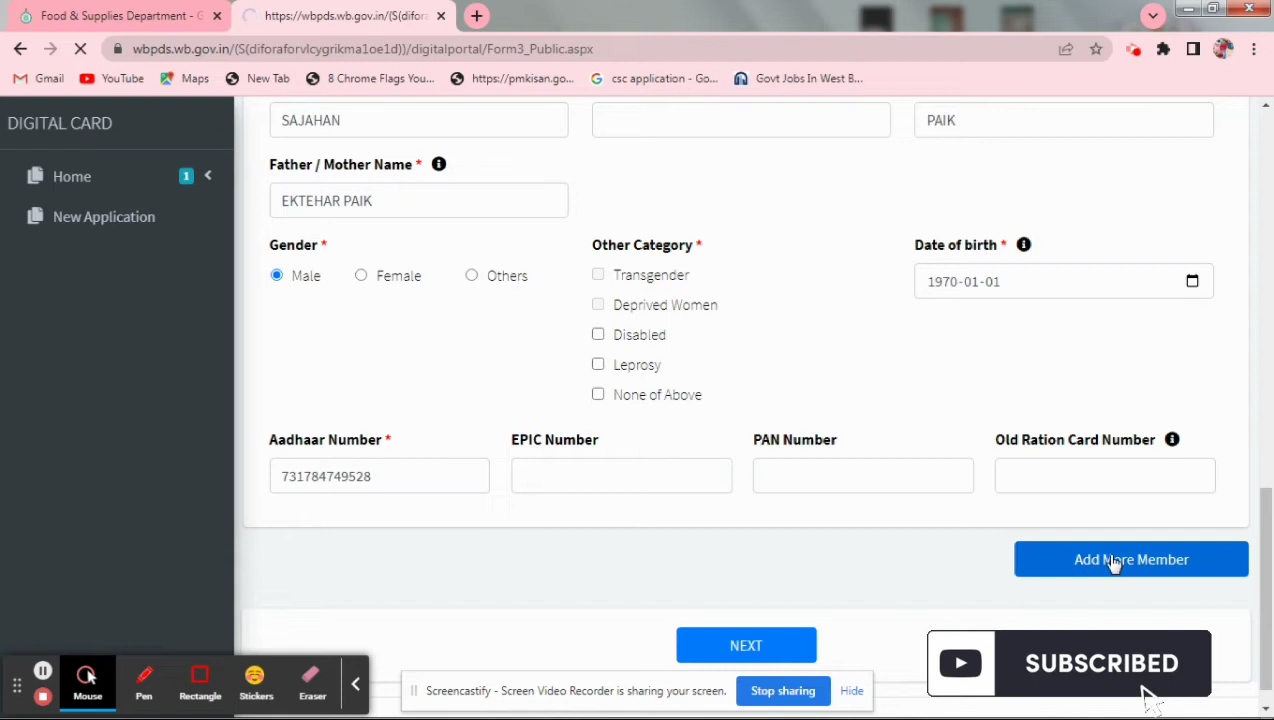 Food & Supplies Department - G
https://wbpds.wb.gov.in/(S(difora
wbpds.wb.gov.in/(S(diforaforvlcygrikma1oe1d))/digitalportal/Form3_Public.aspx
Gmail YouTube Maps New Tab 8 Chrome Flags You... https://pmkisan.go... csc application - Go... Govt Jobs In West B...
DIGITAL CARD
Home 1
New Application
SAJAHAN PAIK
Father / Mother Name *
EKTEHAR PAIK
Gender * Other Category * Date of birth *
Male Female Others Transgender 1970-01-01
Deprived Women
Disabled
Leprosy
None of Above
Aadhaar Number * EPIC Number PAN Number Old Ration Card Number
731784749528
Add More Member
NEXT
SUBSCRIBED
Mouse Pen Rectangle Stickers Eraser
Screencastify - Screen Video Recorder is sharing your screen. Stop sharing Hide